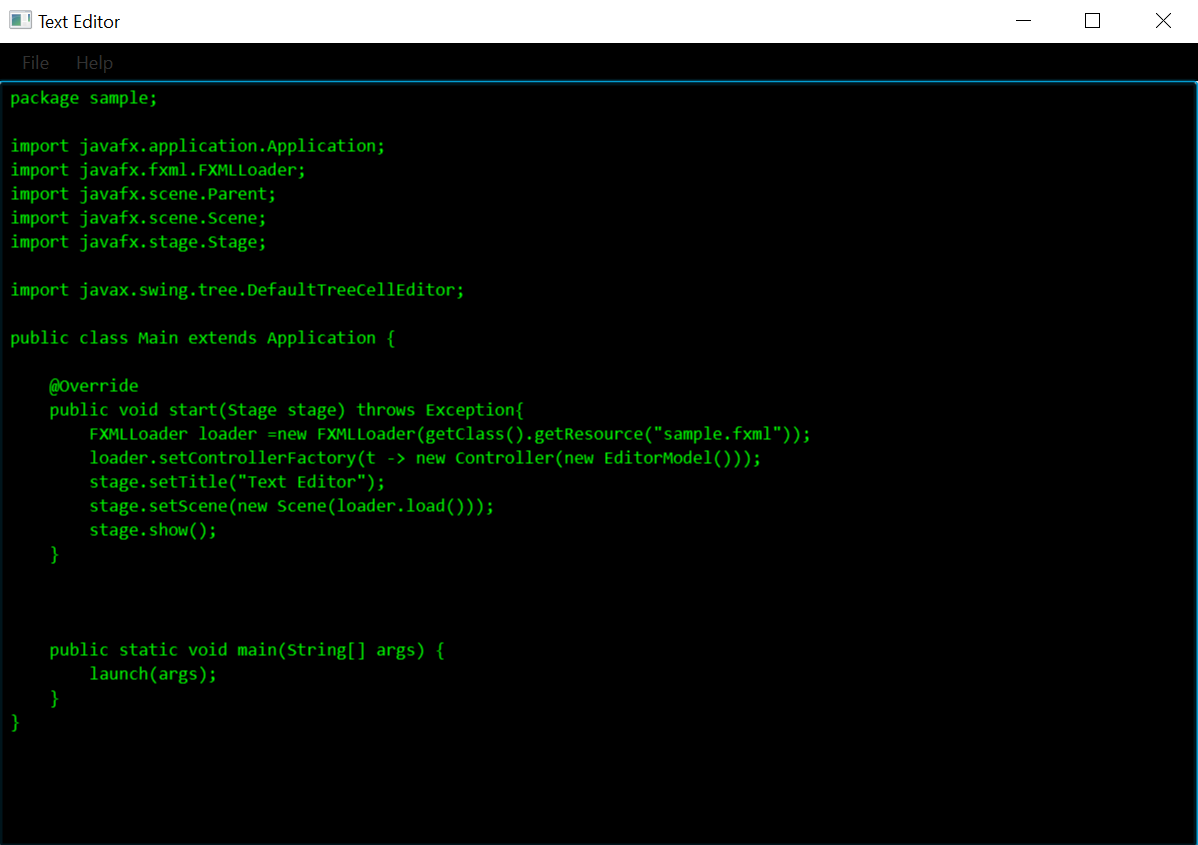 Text Editor
File Help
package sample;

import javafx.application.Application;
import javafx.fxml.FXMLLoader;
import javafx.scene.Parent;
import javafx.scene.Scene;
import javafx.stage.Stage;

import javax.swing.tree.DefaultTreeCellEditor;

public class Main extends Application {

    @Override
    public void start(Stage stage) throws Exception{
        FXMLLoader loader =new FXMLLoader(getClass().getResource("sample.fxml"));
        loader.setControllerFactory(t -> new Controller(new EditorModel()));
        stage.setTitle("Text Editor");
        stage.setScene(new Scene(loader.load()));
        stage.show();
    }



    public static void main(String[] args) {
        launch(args);
    }
}